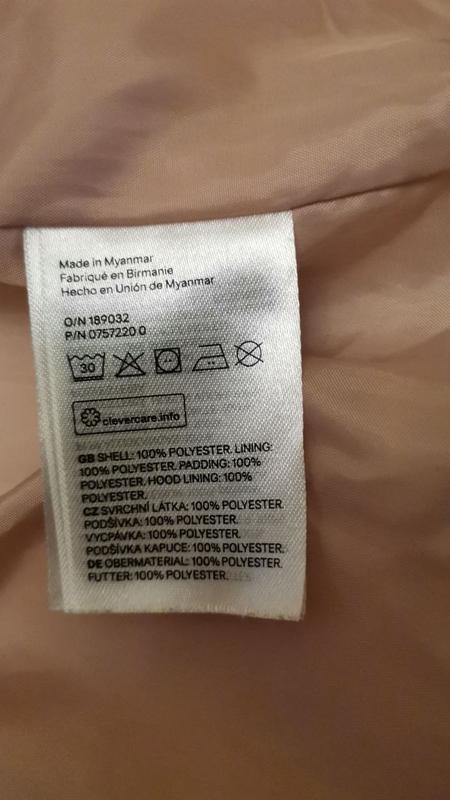 Made in Myanmar
Fabriqué en Birmanie
Hecho en Unión de Myanmar
O/N 189032
P/N 0757220 0
30
clevercare.info
GB SHELL: 100% POLYESTER. LINING:
100% POLYESTER. PADDING: 100%
POLYESTER. HOOD LINING: 100%
POLYESTER.
CZ SVRCHNÍ LÁTKA: 100% POLYESTER.
PODŠÍVKA: 100% POLYESTER.
VYCPÁVKA: 100% POLYESTER.
PODŠÍVKA KAPUCE: 100% POLYESTER.
DE OBERMATERIAL: 100% POLYESTER.
FUTTER: 100% POLYESTER.